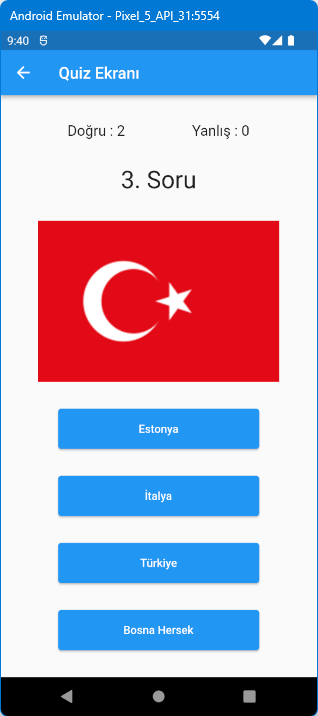 Android Emulator - Pixel_5_API_31:5554
9:40
Quiz Ekranı
Doğru : 2 Yanlış : 0
3. Soru
Estonya
İtalya
Türkiye
Bosna Hersek